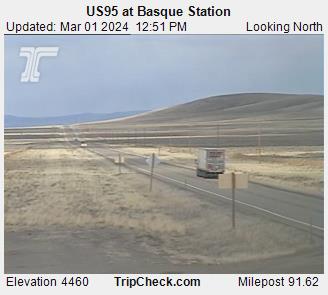 US95 at Basque Station
Updated: Mar 01 2024 12:51 PM Looking North
Elevation 4460 TripCheck.com Milepost 91.62